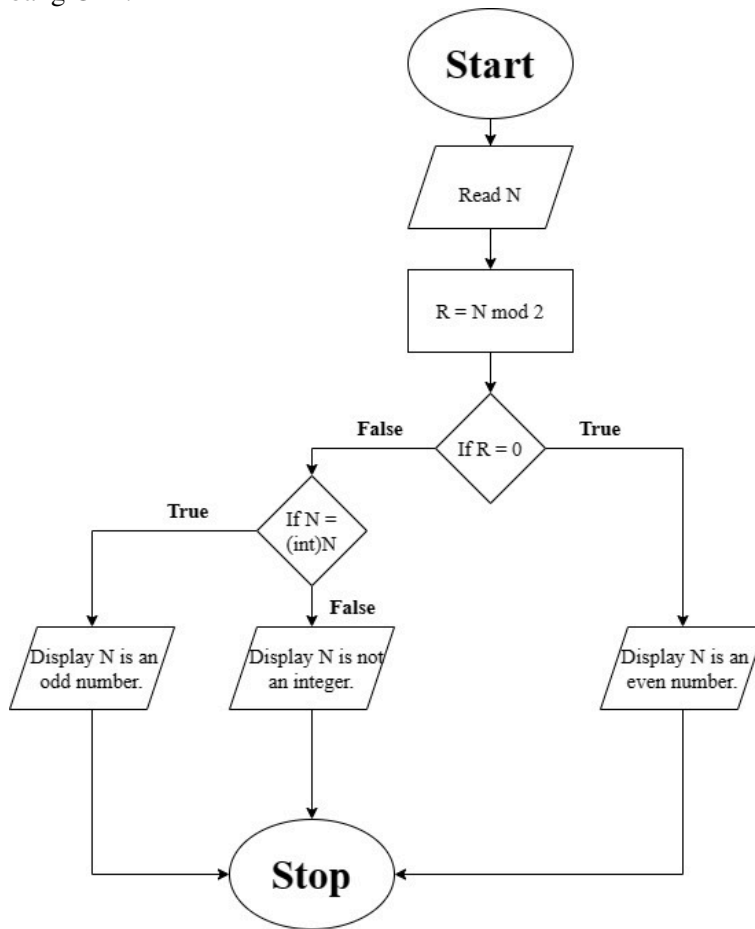 Start
Read N
R = N mod 2
False
If R = 0
True
True
If N =
(int)N
False
Display N is an
odd number.
Display N is not
an integer.
Display N is an
even number.
Stop